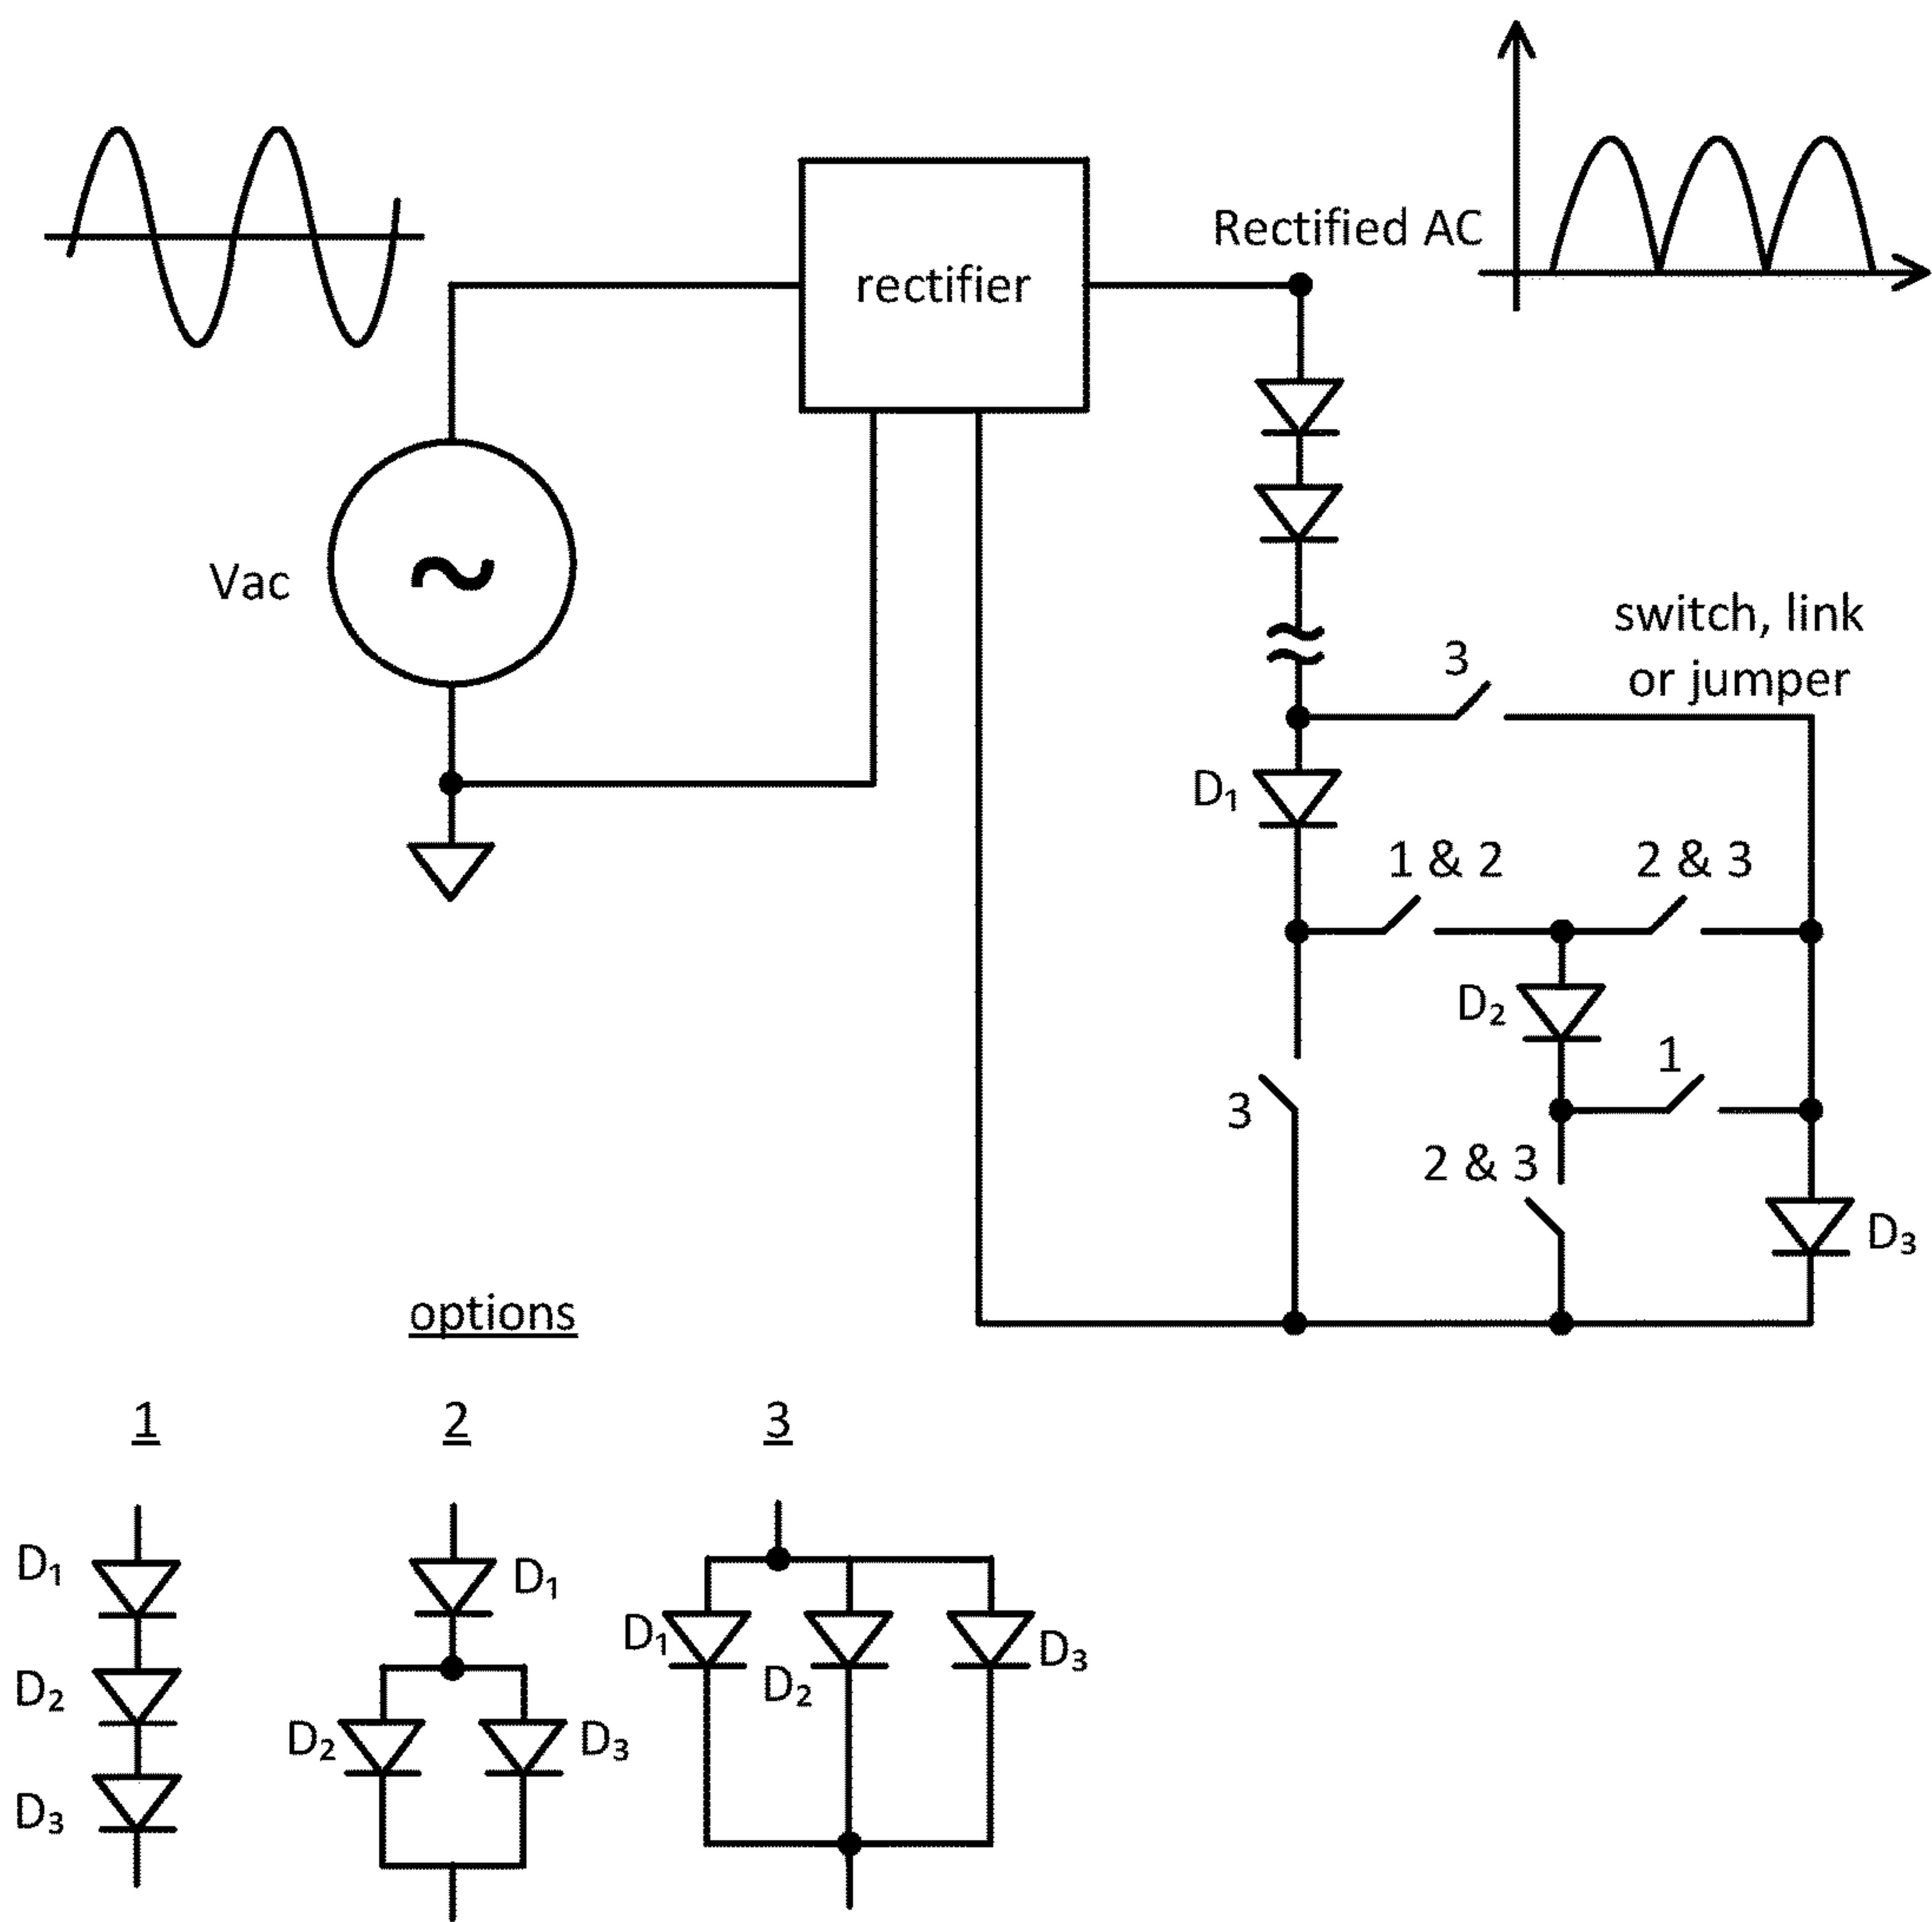 Rectified AC
rectifier
Vac
~
switch, link
or jumper
3
D₁
1 & 2
2 & 3
D₂
1
3
2 & 3
D₃
options
1
2
3
D₁
D₂
D₃
D₁
D₂
D₃
D₁
D₂
D₃